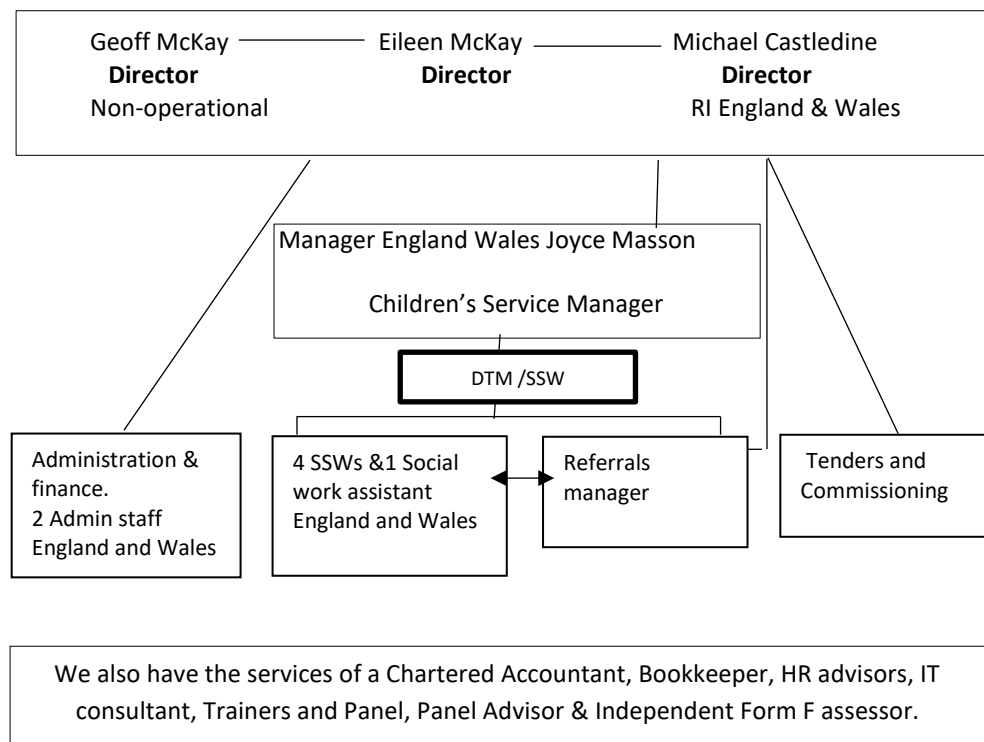 Geoff McKay Eileen McKay Michael Castledine
Director Director Director
Non-operational RI England & Wales
Manager England Wales Joyce Masson
Children’s Service Manager
DTM /SSW
Administration &
finance.
2 Admin staff
England and Wales
4 SSWs &1 Social
work assistant
England and Wales
Referrals
manager
Tenders and
Commissioning
We also have the services of a Chartered Accountant, Bookkeeper, HR advisors, IT
consultant, Trainers and Panel, Panel Advisor & Independent Form F assessor.